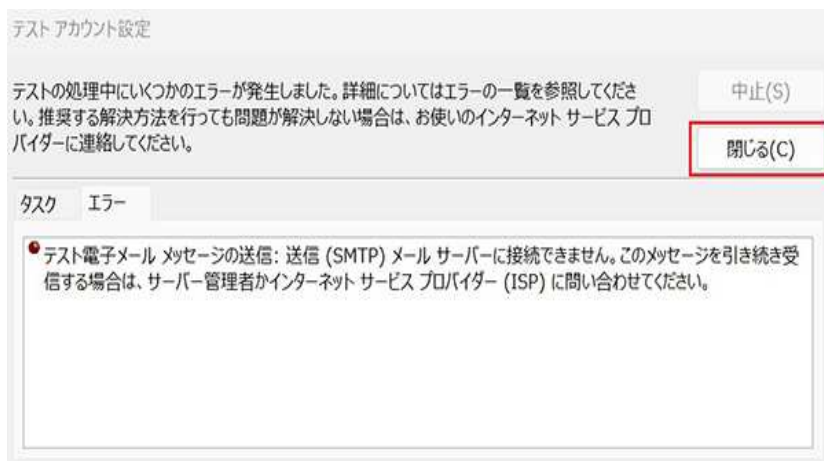 テスト アカウント設定
テストの処理中にいくつかのエラーが発生しました。詳細についてはエラーの一覧を参照してくださ
い。推奨する解決方法を行っても問題が解決しない場合は、お使いのインターネット サービス プロ
バイダーに連絡してください。
中止(S)
閉じる(C)
タスク エラー
テスト電子メール メッセージの送信: 送信 (SMTP) メール サーバーに接続できません。このメッセージを引き続き受
信する場合は、サーバー管理者かインターネット サービス プロバイダー (ISP) に問い合わせてください。